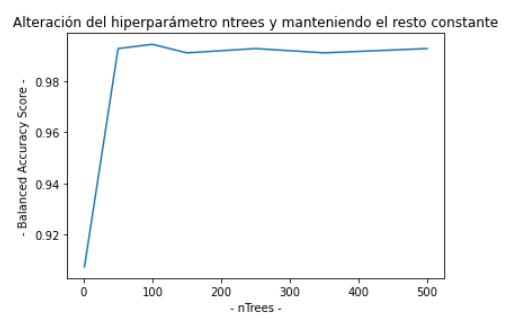 Alteración del hiperparámetro ntrees y manteniendo el resto constante
- Balanced Accuracy Score -
0.98
0.96
0.94
0.92
0 100 200 300 400 500
- nTrees -